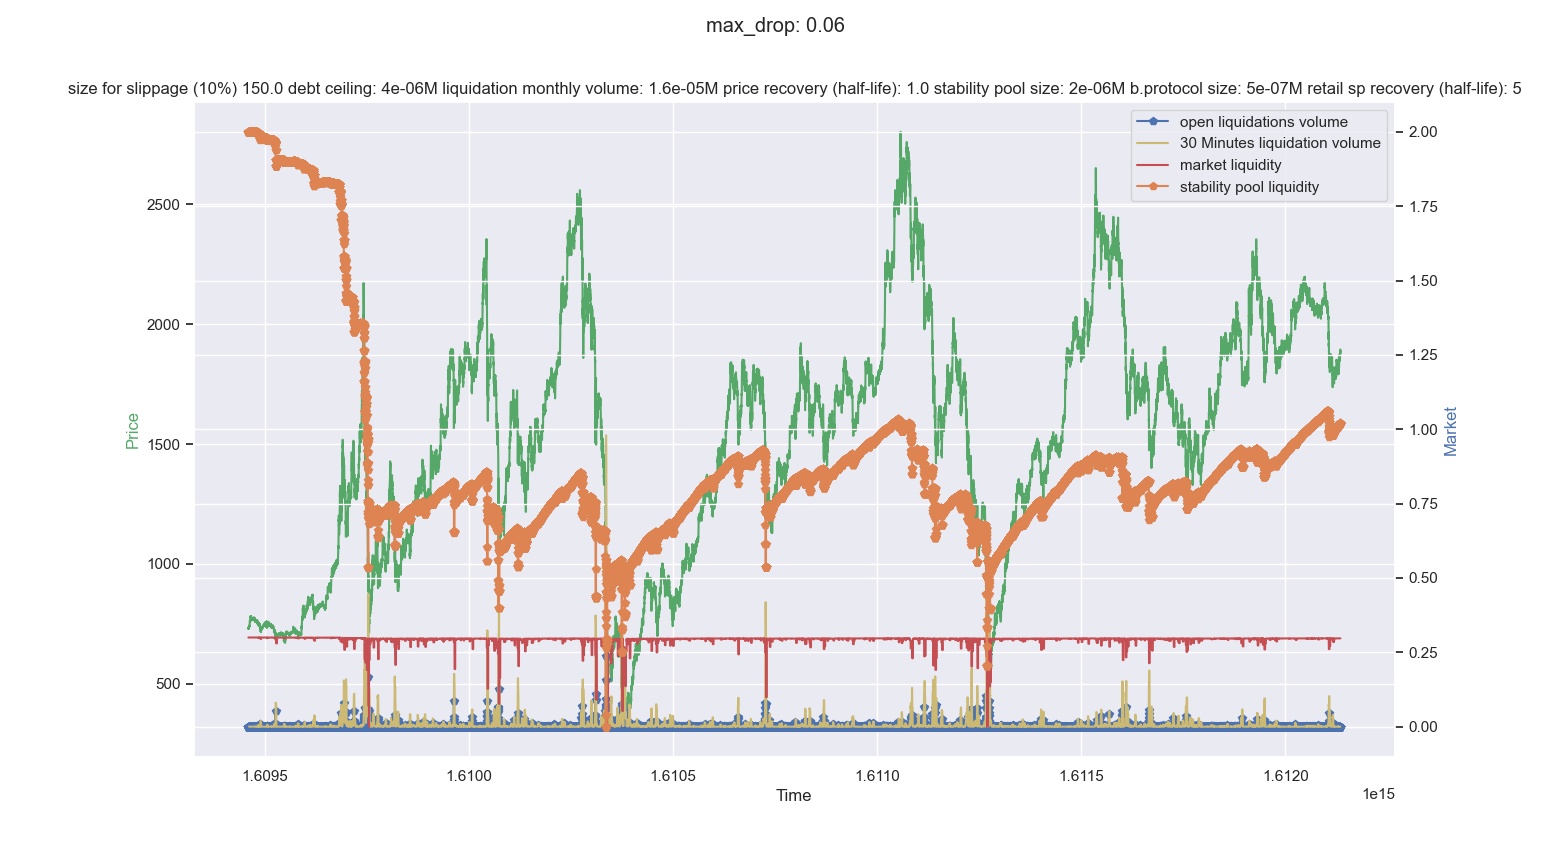 max_drop: 0.06
size for slippage (10%) 150.0 debt ceiling: 4e-06M liquidation monthly volume: 1.6e-05M price recovery (half-life): 1.0 stability pool size: 2e-06M b.protocol size: 5e-07M retail sp recovery (half-life): 5
open liquidations volume
30 Minutes liquidation volume
market liquidity
stability pool liquidity
2500
2000
1500
1000
500
Price
2.00
1.75
1.50
1.25
1.00
0.75
0.50
0.25
0.00
Market
1.6095
1.6100
1.6105
1.6110
1.6115
1.6120
Time
1e15